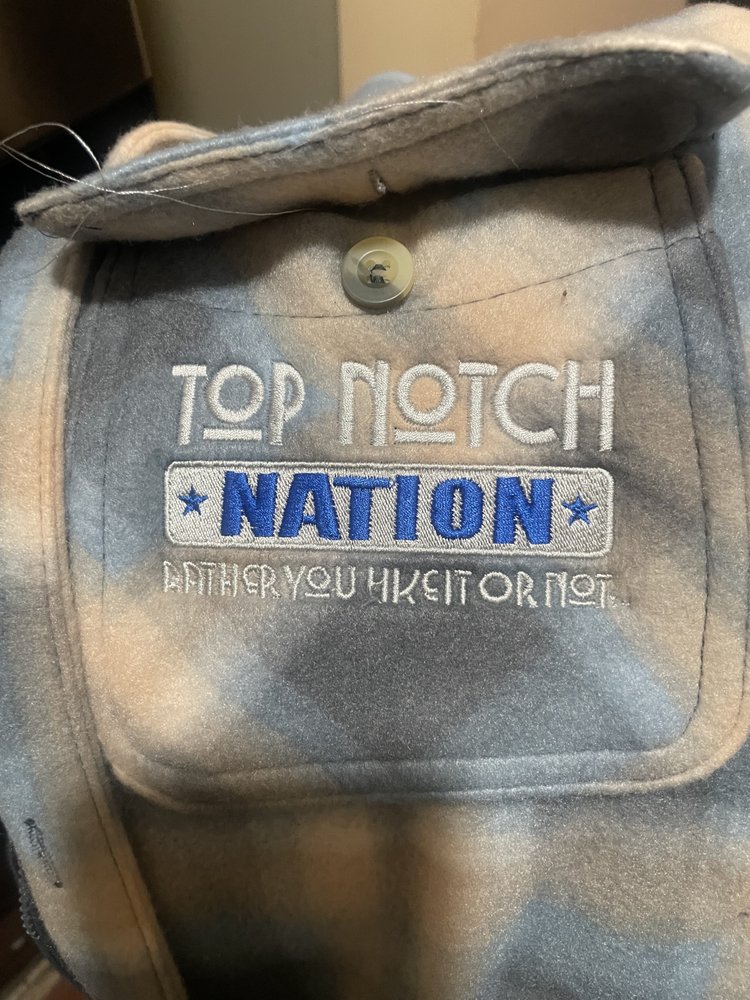 TOP NOTCH
NATION
RATHER YOU LIKE IT OR NOT...